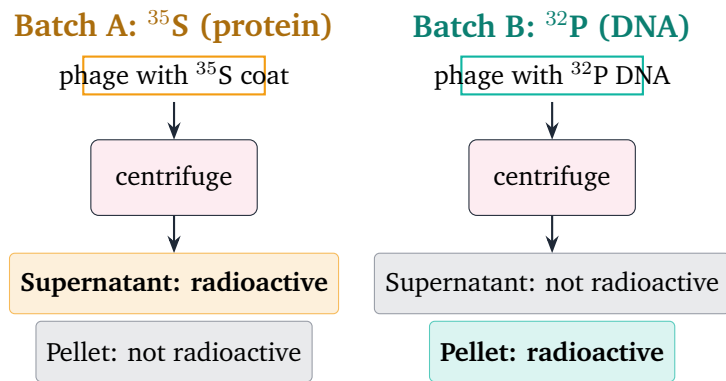 Batch A: ³⁵S (protein)
phage with ³⁵S coat
centrifuge
Supernatant: radioactive
Pellet: not radioactive
Batch B: ³²P (DNA)
phage with ³²P DNA
centrifuge
Supernatant: not radioactive
Pellet: radioactive